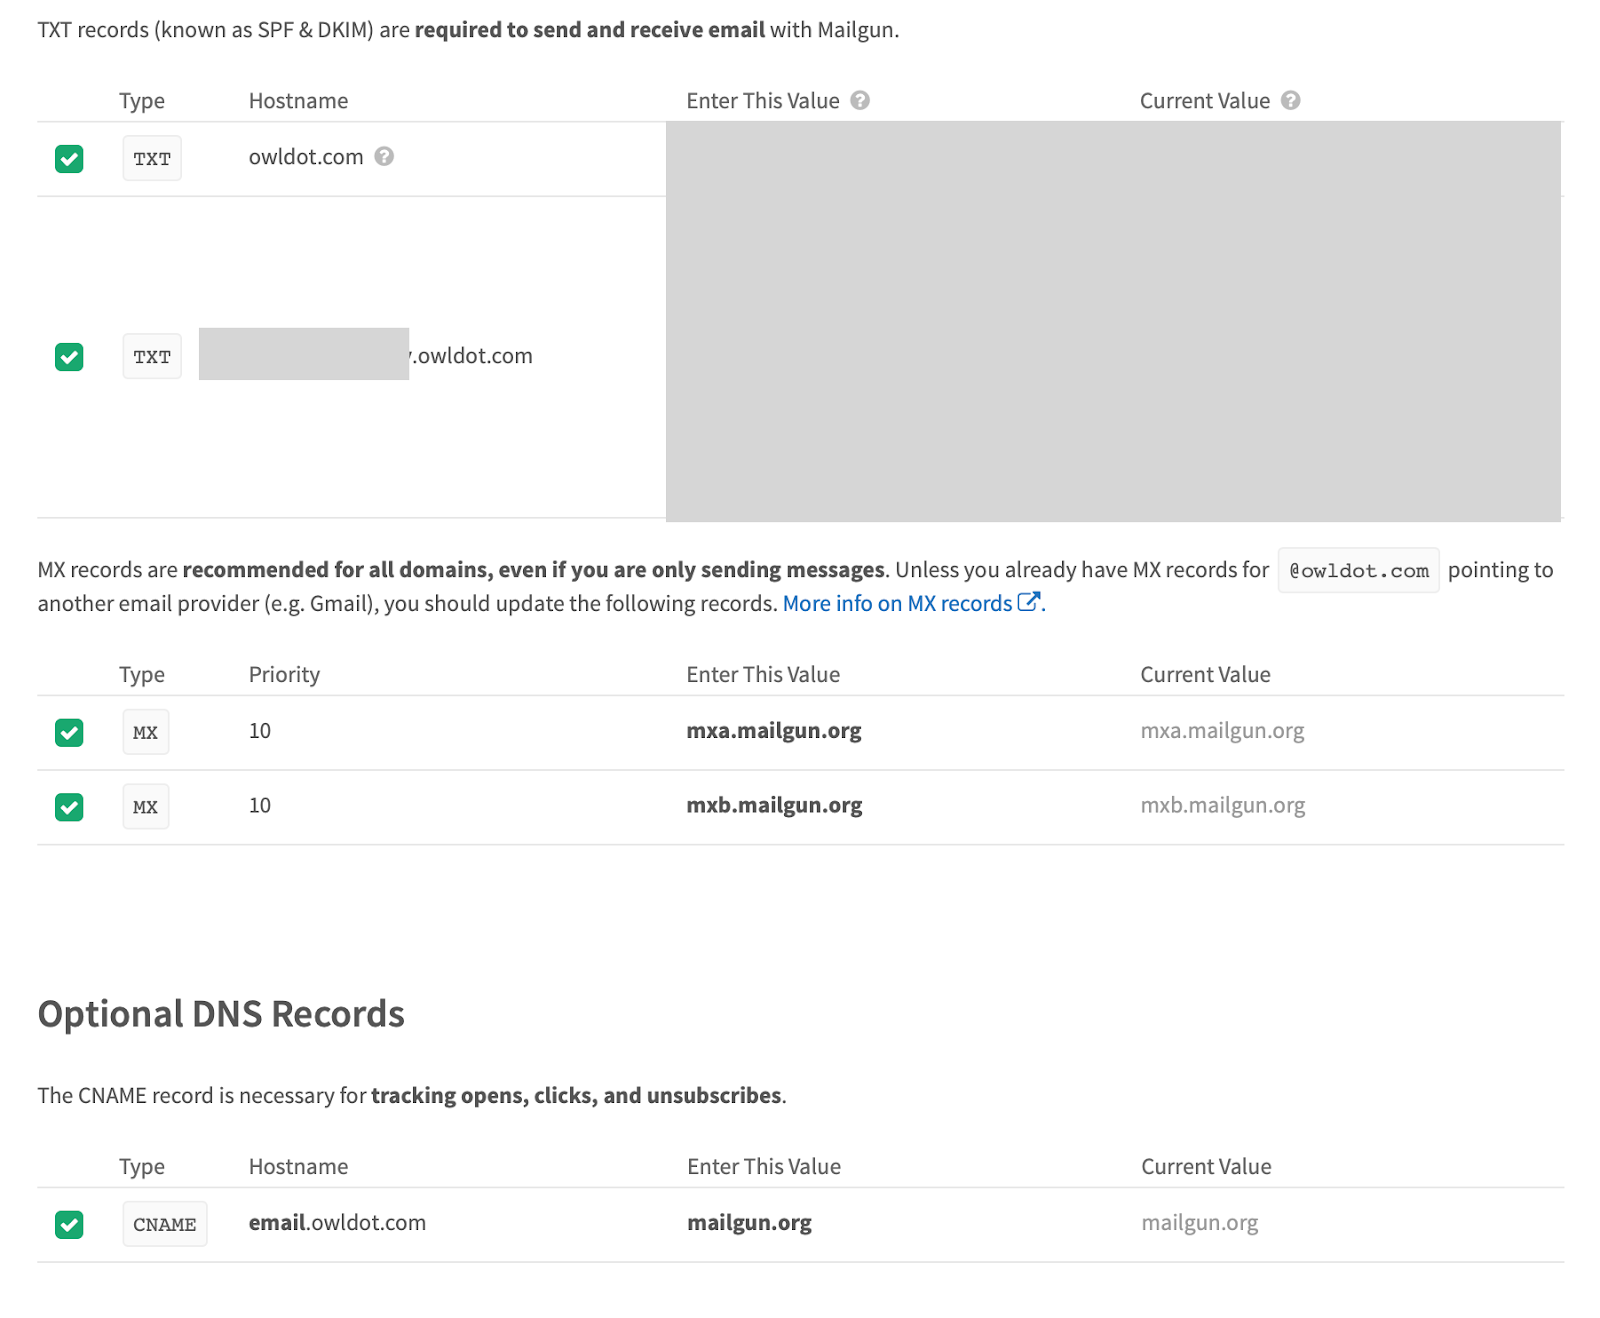 TXT records (known as SPF & DKIM) are required to send and receive email with Mailgun.
Type Hostname Enter This Value ? Current Value ?
TXT owldot.com ?
TXT .owldot.com
MX records are recommended for all domains, even if you are only sending messages. Unless you already have MX records for @owldot.com pointing to
another email provider (e.g. Gmail), you should update the following records. More info on MX records.
Type Priority Enter This Value Current Value
MX 10 mxa.mailgun.org mxa.mailgun.org
MX 10 mxb.mailgun.org mxb.mailgun.org
Optional DNS Records
The CNAME record is necessary for tracking opens, clicks, and unsubscribes.
Type Hostname Enter This Value Current Value
CNAME email.owldot.com mailgun.org mailgun.org